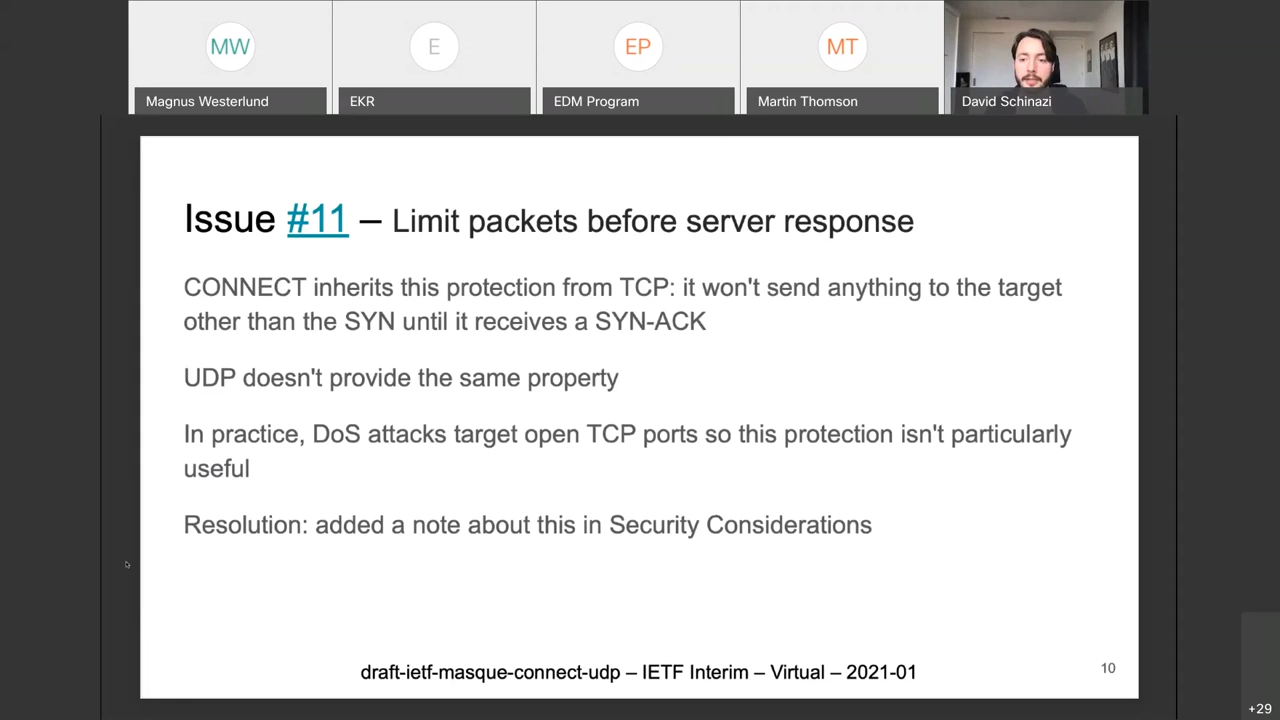 MW
E
EP
MT
Magnus Westerlund
EKR
EDM Program
Martin Thomson
David Schinazi
Issue #11 – Limit packets before server response
CONNECT inherits this protection from TCP: it won't send anything to the target
other than the SYN until it receives a SYN-ACK
UDP doesn't provide the same property
In practice, DoS attacks target open TCP ports so this protection isn't particularly
useful
Resolution: added a note about this in Security Considerations
draft-ietf-masque-connect-udp – IETF Interim – Virtual – 2021-01
10
+29